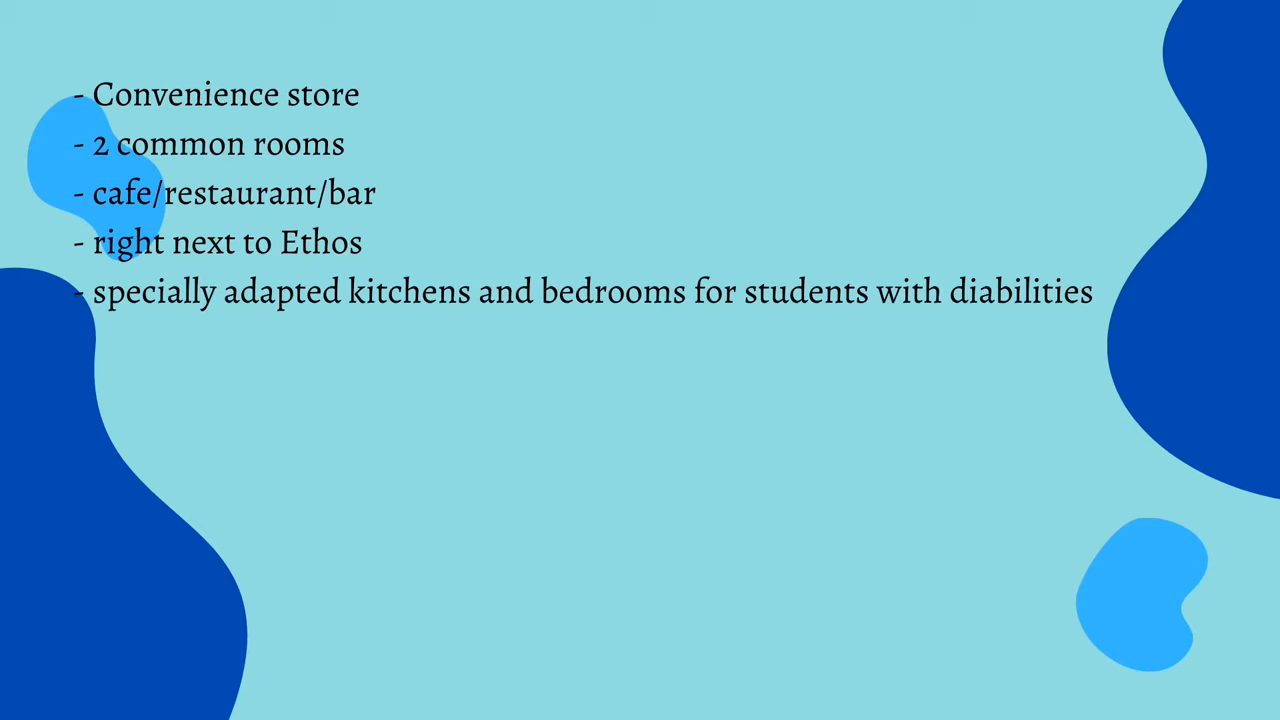 - Convenience store
- 2 common rooms
- cafe/restaurant/bar
- right next to Ethos
- specially adapted kitchens and bedrooms for students with diabilities